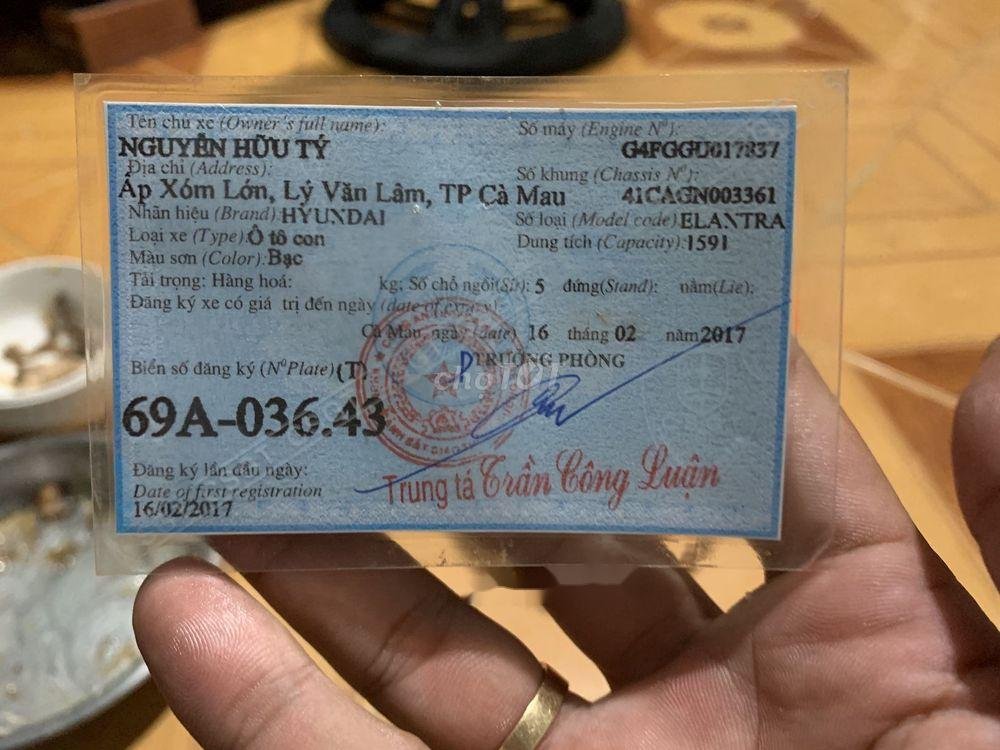 Tên chủ xe (Owner's full name):
NGUYỄN HỮU TÝ
Địa chỉ (Address):
Ấp Xóm Lớn, Lý Văn Lâm, TP Cà Mau
Nhãn hiệu (Brand): HYUNDAI
Loại xe (Type): Ô tô con
Màu sơn (Color): Bạc
Số máy (Engine N°):
G4FGGU017837
Số khung (Chassis N°):
41CAGN003361
Số loại (Model code) ELANTRA
Dung tích (Capacity): 1591
Tải trọng: Hàng hoá: kg; Số chỗ ngồi(Sit): 5 đứng(Stand): nằm(Lie):
Đăng ký xe có giá trị đến ngày (date of expiry)
Cà Mau, ngày (date) 16 tháng 02 năm 2017
TRƯỞNG PHÒNG
Biển số đăng ký (N°Plate) (T)
69A-036.43
chợTỐT
Đăng ký lần đầu ngày:
Date of first registration
16/02/2017
Trung tá Trần Công Luận